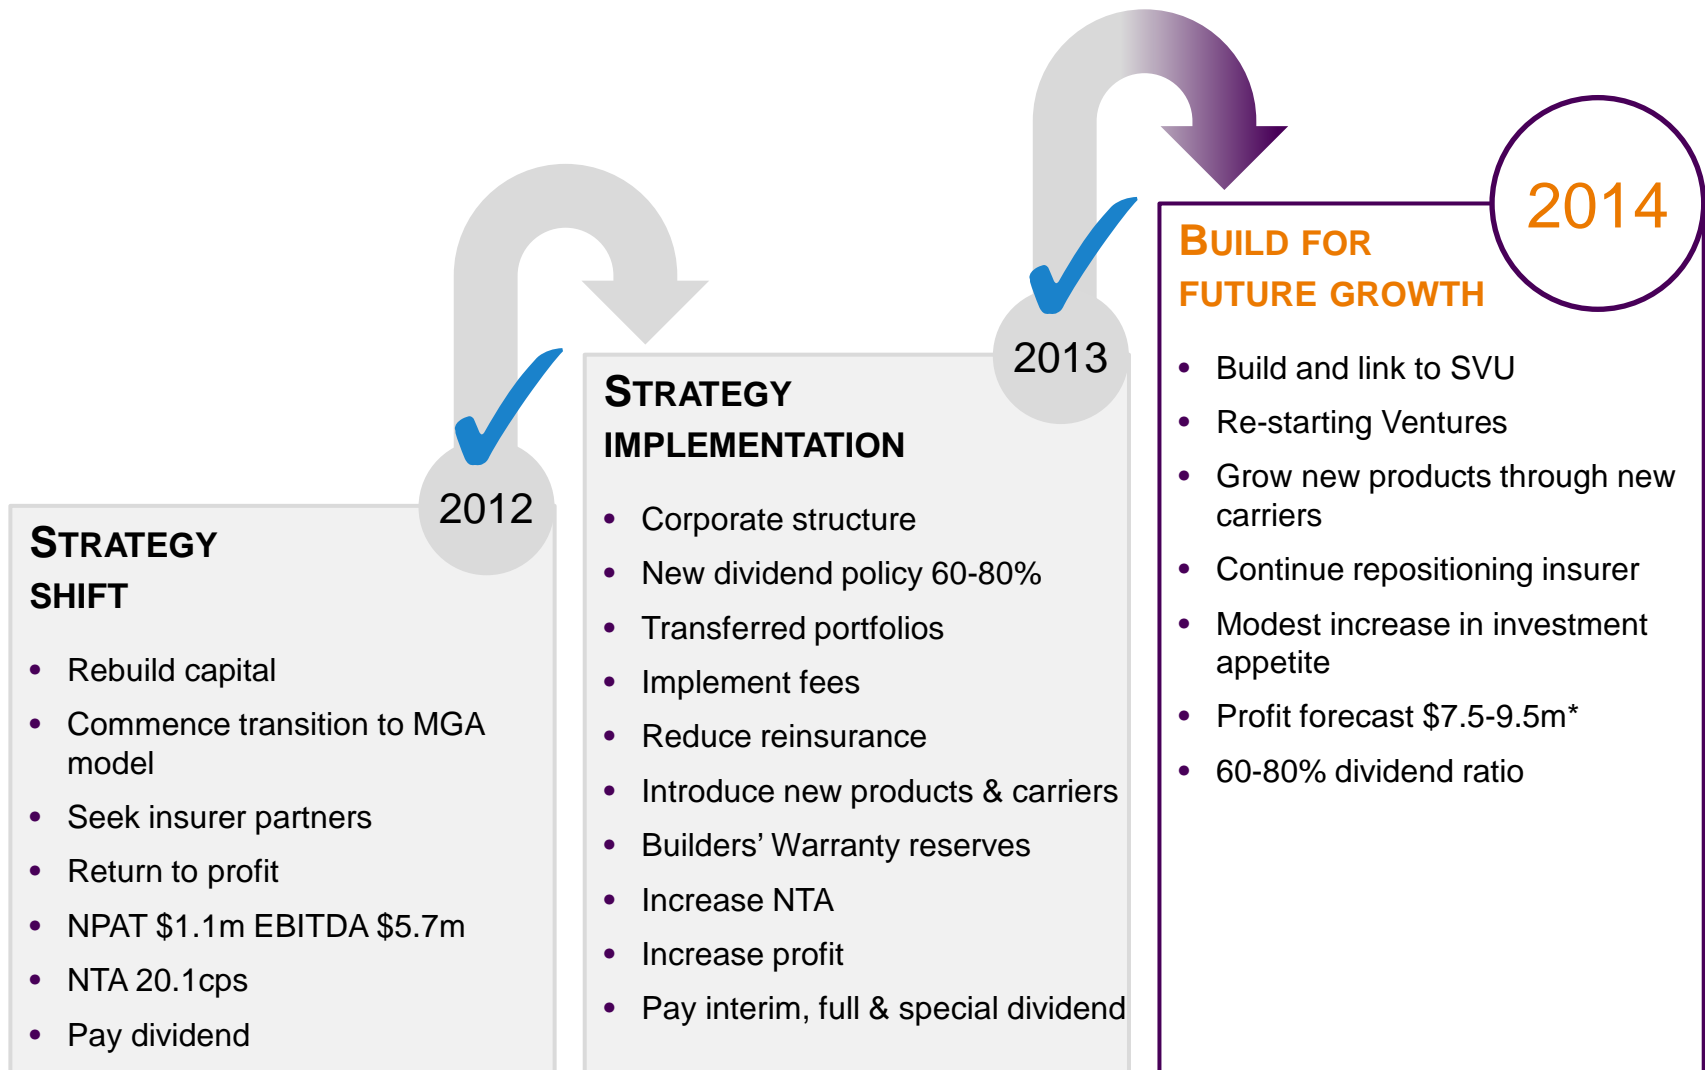 2012
STRATEGY
SHIFT
• Rebuild capital
• Commence transition to MGA
model
• Seek insurer partners
• Return to profit
• NPAT $1.1m EBITDA $5.7m
• NTA 20.1cps
• Pay dividend
2013
STRATEGY
IMPLEMENTATION
• Corporate structure
• New dividend policy 60-80%
• Transferred portfolios
• Implement fees
• Reduce reinsurance
• Introduce new products & carriers
• Builders’ Warranty reserves
• Increase NTA
• Increase profit
• Pay interim, full & special dividend
2014
BUILD FOR
FUTURE GROWTH
• Build and link to SVU
• Re-starting Ventures
• Grow new products through new
carriers
• Continue repositioning insurer
• Modest increase in investment
appetite
• Profit forecast $7.5-9.5m*
• 60-80% dividend ratio